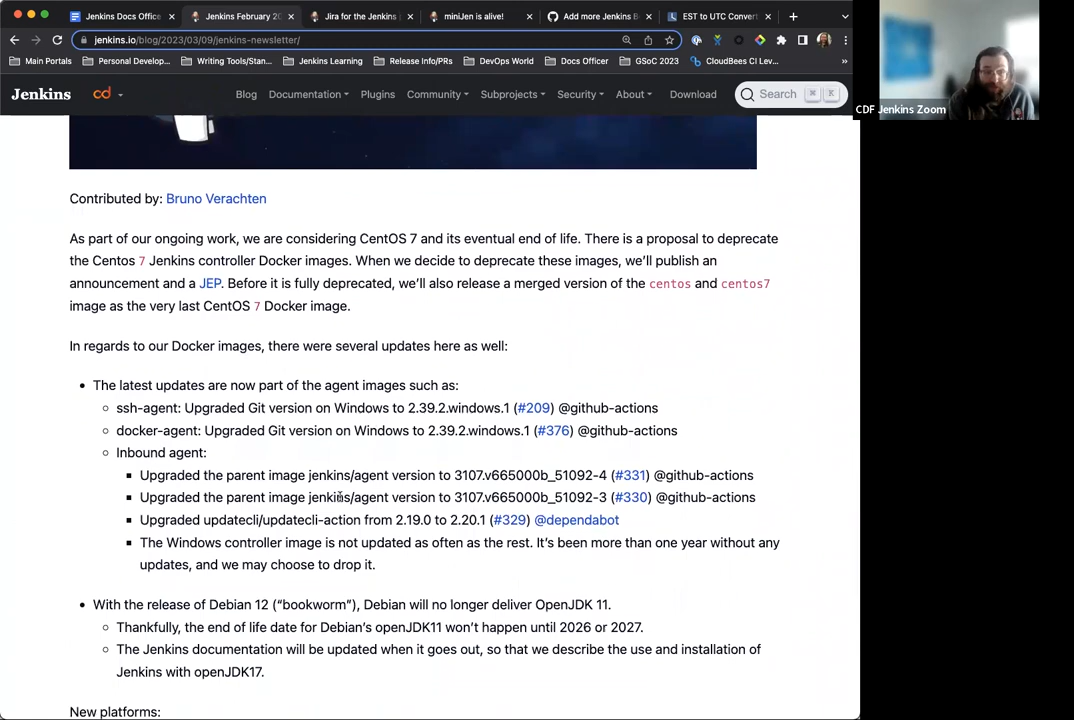 Jenkins Docs Office
Jenkins February 20
Jira for the Jenkins
miniJen is alive!
Add more Jenkins B
EST to UTC Convert
jenkins.io/blog/2023/03/09/jenkins-newsletter/
Main Portals
Personal Develop...
Writing Tools/Stan...
Jenkins Learning
Release Info/PRs
DevOps World
Docs Officer
GSoC 2023
CloudBees CI Lev...
»
Jenkins
cd
Blog
Documentation
Plugins
Community
Subprojects
Security
About
Download
Search
⌘
K
CDF Jenkins Zoom
Contributed by: Bruno Verachten
As part of our ongoing work, we are considering CentOS 7 and its eventual end of life. There is a proposal to deprecate
the Centos 7 Jenkins controller Docker images. When we decide to deprecate these images, we'll publish an
announcement and a JEP. Before it is fully deprecated, we'll also release a merged version of the centos and centos7
image as the very last CentOS 7 Docker image.
In regards to our Docker images, there were several updates here as well:
The latest updates are now part of the agent images such as:
ssh-agent: Upgraded Git version on Windows to 2.39.2.windows.1 (#209) @github-actions
docker-agent: Upgraded Git version on Windows to 2.39.2.windows.1 (#376) @github-actions
Inbound agent:
Upgraded the parent image jenkins/agent version to 3107.v665000b_51092-4 (#331) @github-actions
Upgraded the parent image jenkins/agent version to 3107.v665000b_51092-3 (#330) @github-actions
Upgraded updatecli/updatecli-action from 2.19.0 to 2.20.1 (#329) @dependabot
The Windows controller image is not updated as often as the rest. It's been more than one year without any
updates, and we may choose to drop it.
With the release of Debian 12 ("bookworm"), Debian will no longer deliver OpenJDK 11.
Thankfully, the end of life date for Debian's openJDK11 won't happen until 2026 or 2027.
The Jenkins documentation will be updated when it goes out, so that we describe the use and installation of
Jenkins with openJDK17.
New platforms: